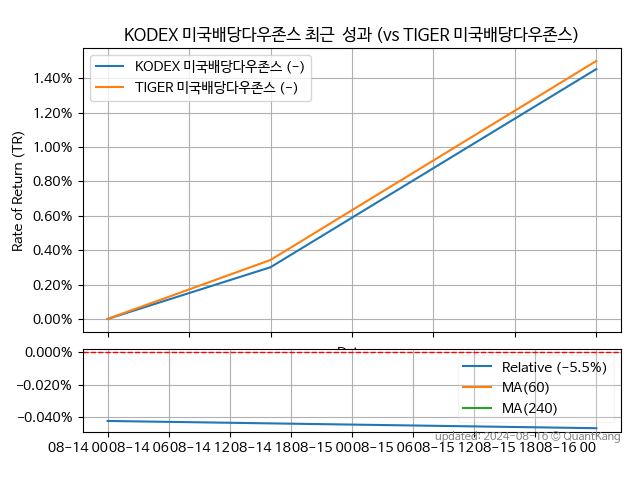 KODEX 미국배당다우존스 최근 성과 (vs TIGER 미국배당다우존스)
KODEX 미국배당다우존스 (-)
TIGER 미국배당다우존스 (-)
Rate of Return (TR)
1.40%
1.20%
1.00%
0.80%
0.60%
0.40%
0.20%
0.00%
0.000%
-0.020%
-0.040%
Relative (-5.5%)
MA(60)
MA(240)
updated: 2024-08-16 © QuantKang
08-14 00 08-14 06 08-14 12 08-14 18 08-15 00 08-15 06 08-15 12 08-15 18 08-16 00